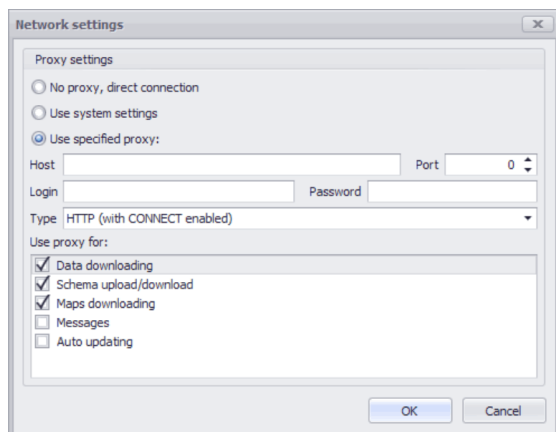 Network settings
Proxy settings
No proxy, direct connection
Use system settings
Use specified proxy:
Host Port 0
Login Password
Type HTTP (with CONNECT enabled)
Use proxy for:
Data downloading
Schema upload/download
Maps downloading
Messages
Auto updating
OK Cancel